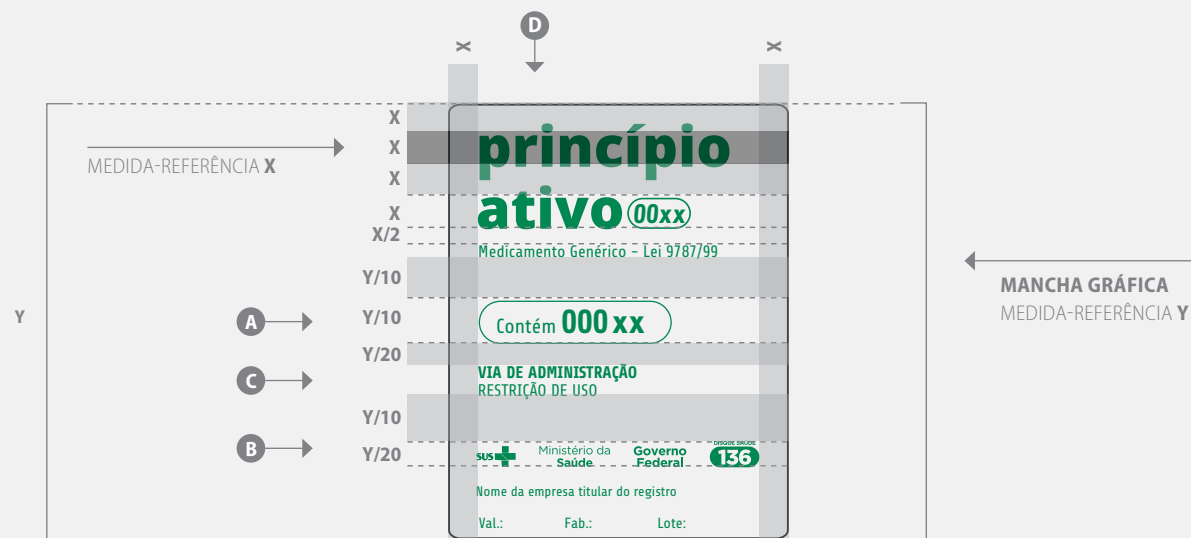 D
X X
X
princípio
X
MEDIDA-REFERÊNCIA X
X
ativo 00xx
X
X/2
Medicamento Genérico - Lei 9787/99
Y/10
MANCHA GRÁFICA
MEDIDA-REFERÊNCIA Y
Y
A
Y/10
Contém 000 xx
Y/20
C
VIA DE ADMINISTRAÇÃO
RESTRIÇÃO DE USO
Y/10
B
Y/20
SUS
Ministério da
Saúde
Governo
Federal
DISQUE SAÚDE
136
Nome da empresa titular do registro
Val.: Fab.: Lote: